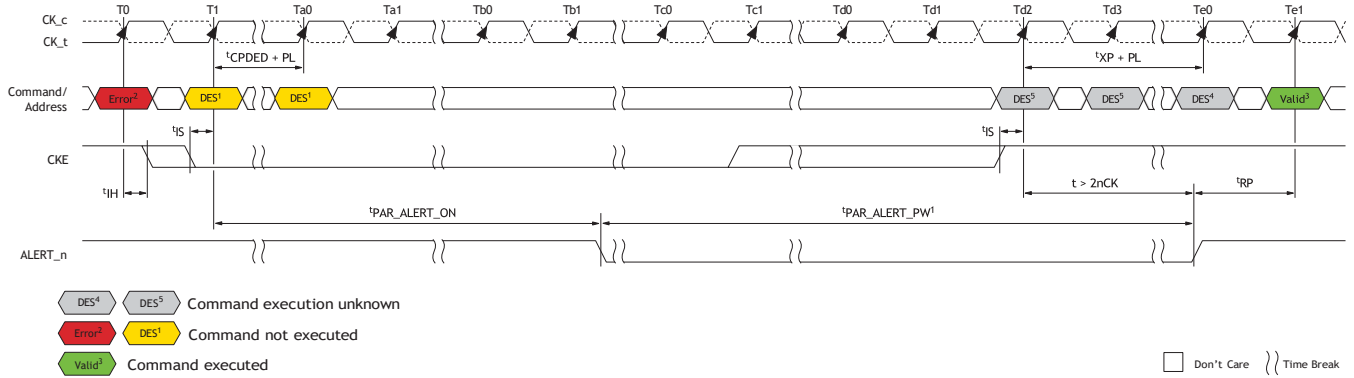 T0 T1 Ta0 Ta1 Tb0 Tb1 Tc0 Tc1 Td0 Td1 Td2 Td3 Te0 Te1
CK_c
CK_t
tCPDED + PL
tXP + PL
Command/
Address
Error2
DES1
DES1
DES5
DES5
DES4
Valid3
tIS
tIS
CKE
tIH
t > 2nCK
tRP
tPAR_ALERT_ON
tPAR_ALERT_PW1
ALERT_n
DES4 DES5 Command execution unknown
Error2 DES1 Command not executed
Valid3 Command executed
Don't Care
Time Break